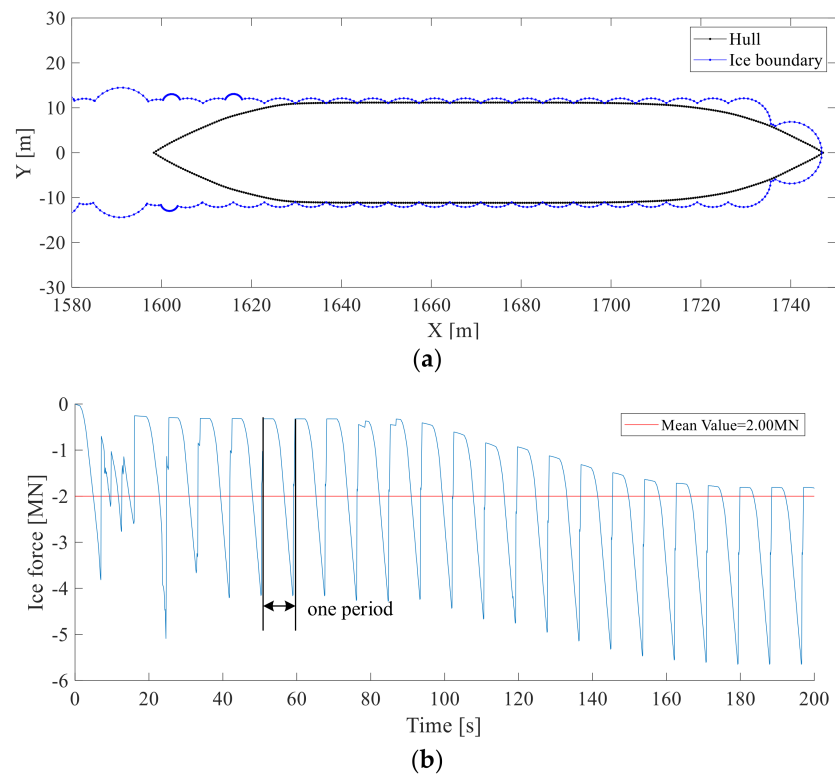 30
20
10
0
-10
-20
-30
Y [m]
Hull
Ice boundary
1580 1600 1620 1640 1660 1680 1700 1720 1740
X [m]
(a)
0
-1
-2
-3
-4
-5
-6
Ice force [MN]
Mean Value=2.00MN
one period
0 20 40 60 80 100 120 140 160 180 200
Time [s]
(b)